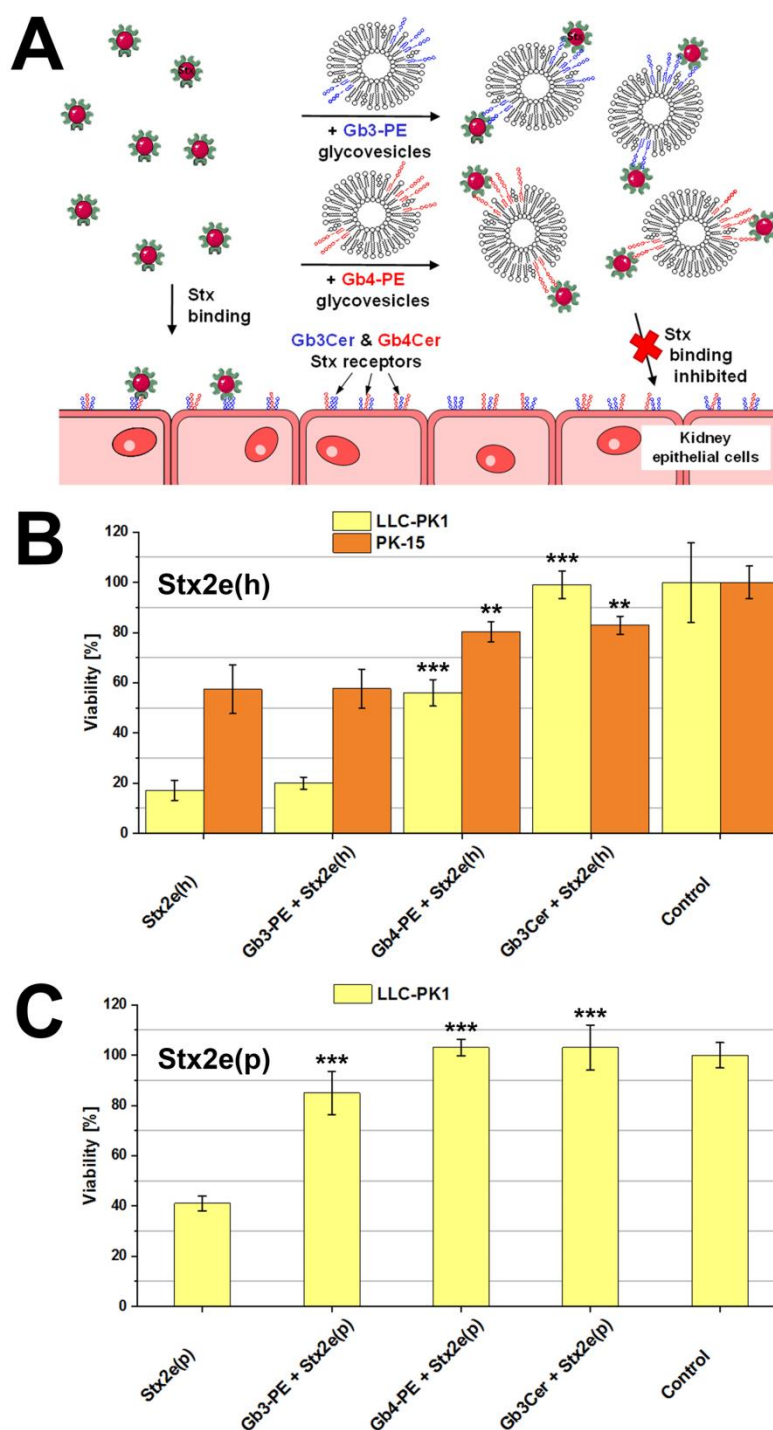 A
Stx
Stx
+ Gb3-PE
glycovesicles
+ Gb4-PE
glycovesicles
Stx
binding
Gb3Cer & Gb4Cer
Stx receptors
Stx
binding
inhibited
Kidney
epithelial cells
B
LLC-PK1
PK-15
Stx2e(h)
Viability [%]
120
100
80
60
40
20
0
***
**
***
**
Stx2e(h)
Gb3-PE + Stx2e(h)
Gb4-PE + Stx2e(h)
Gb3Cer + Stx2e(h)
Control
C
LLC-PK1
Stx2e(p)
Viability [%]
120
100
80
60
40
20
0
***
***
***
Stx2e(p)
Gb3-PE + Stx2e(p)
Gb4-PE + Stx2e(p)
Gb3Cer + Stx2e(p)
Control